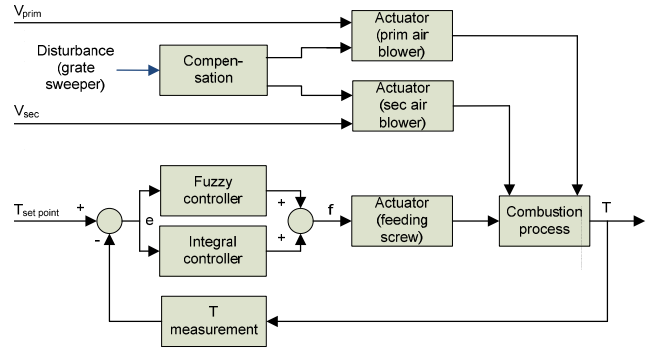 Vprim
Actuator
(prim air
blower)
Disturbance
(grate
sweeper)
Compen-
sation
Actuator
(sec air
blower)
Vsec
Fuzzy
controller
Tset point
+
-
e
+
+
f
Actuator
(feeding
screw)
Combustion
process
T
Integral
controller
T
measurement